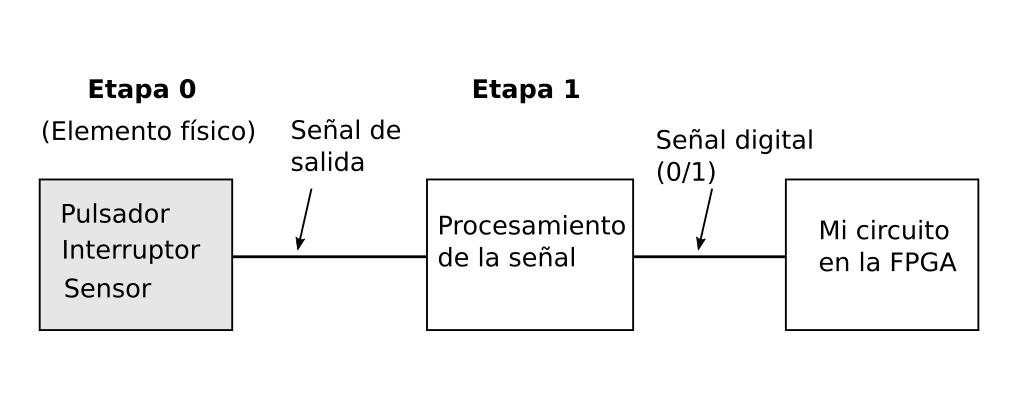 Etapa 0
(Elemento físico)
Pulsador
Interruptor
Sensor
Señal de
salida
Etapa 1
Procesamiento
de la señal
Señal digital
(0/1)
Mi circuito
en la FPGA